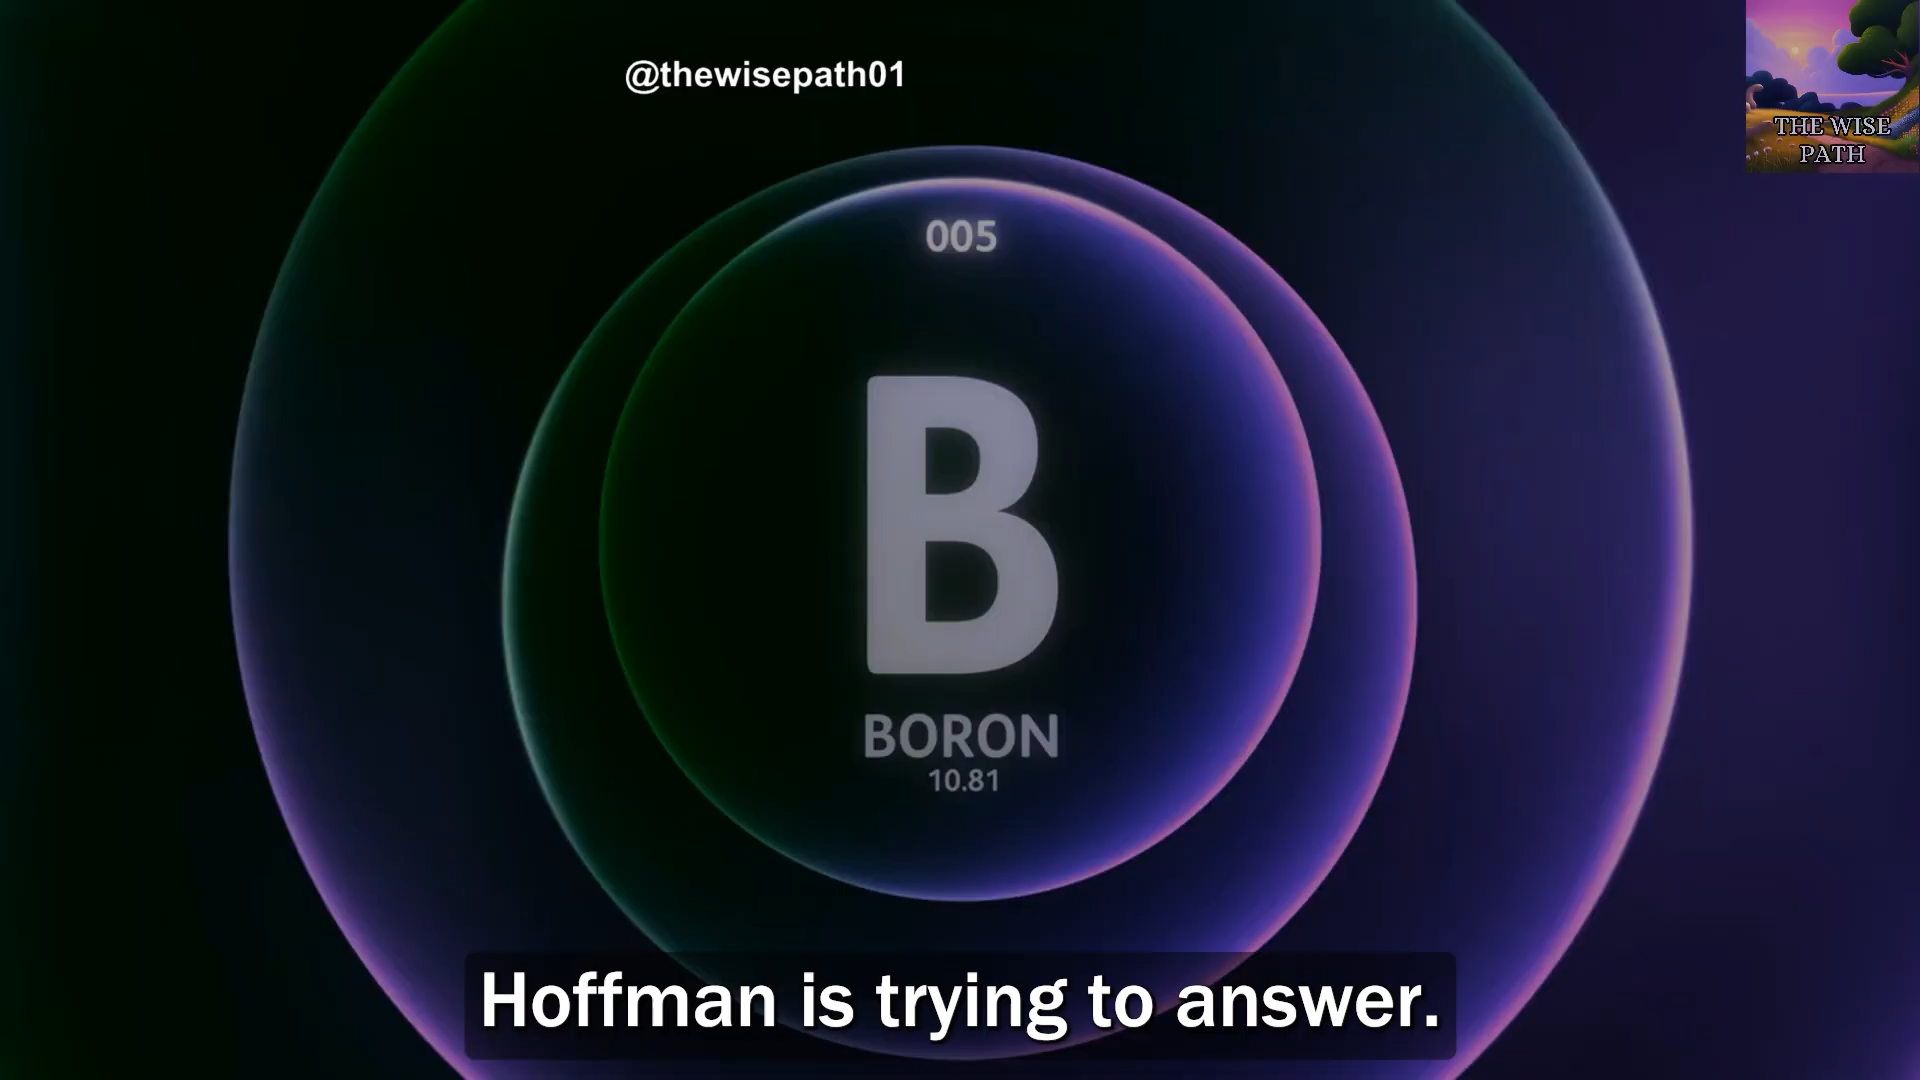 @thewisepath01
THE WISE
PATH
005
B
BORON
10.81
Hoffman is trying to answer.